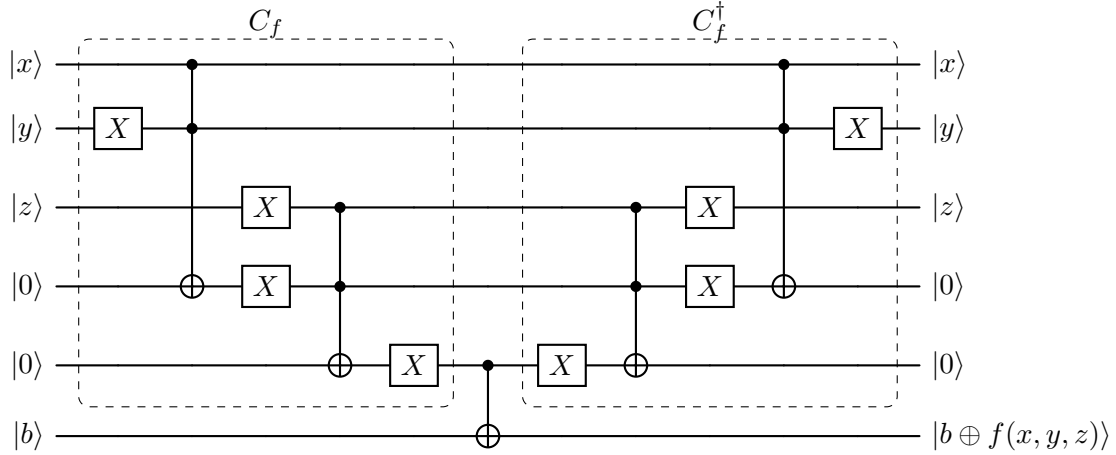 C_f C_f^†
|x⟩ |x⟩
|y⟩ X X |y⟩
|z⟩ X X |z⟩
|0⟩ X X |0⟩
|0⟩ X X |0⟩
|b⟩ |b ⊕ f(x, y, z)⟩